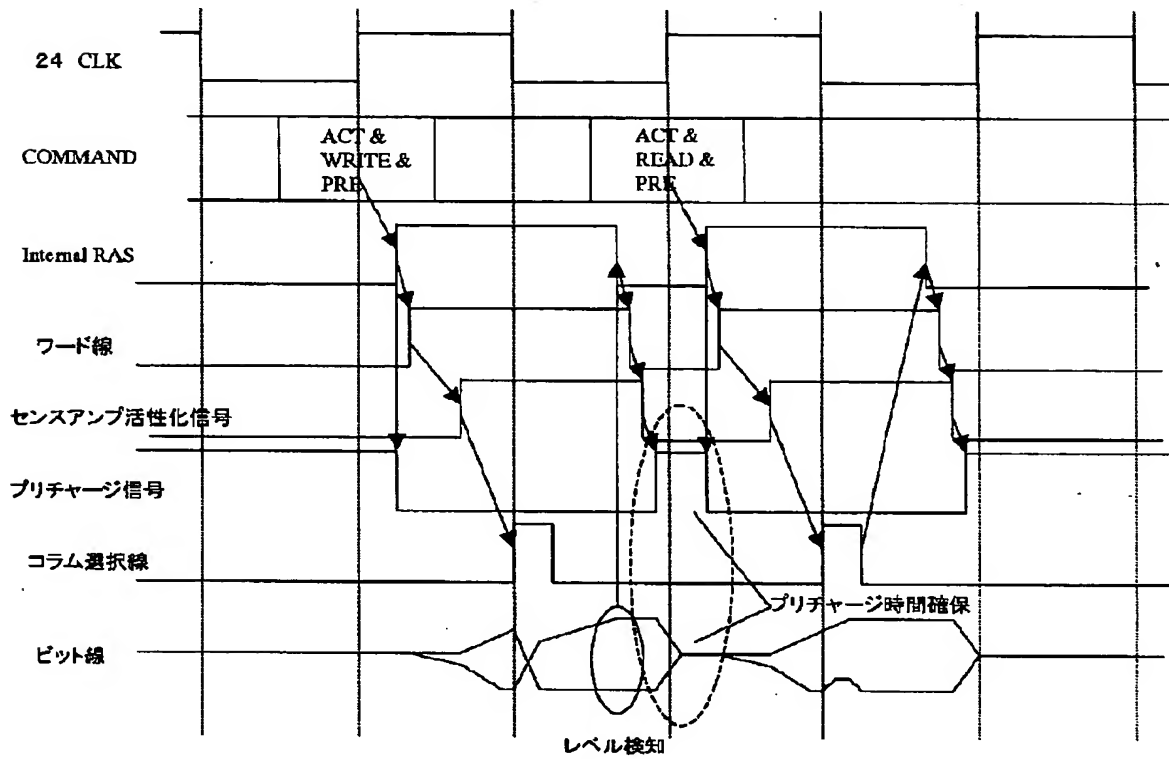 24 CLK
COMMAND
ACT &
WRITE &
PRE
ACT &
READ &
PRE
Internal RAS
ワード線
センスアンプ活性化信号
プリチャージ信号
コラム選択線
プリチャージ時間確保
ビット線
レベル検知